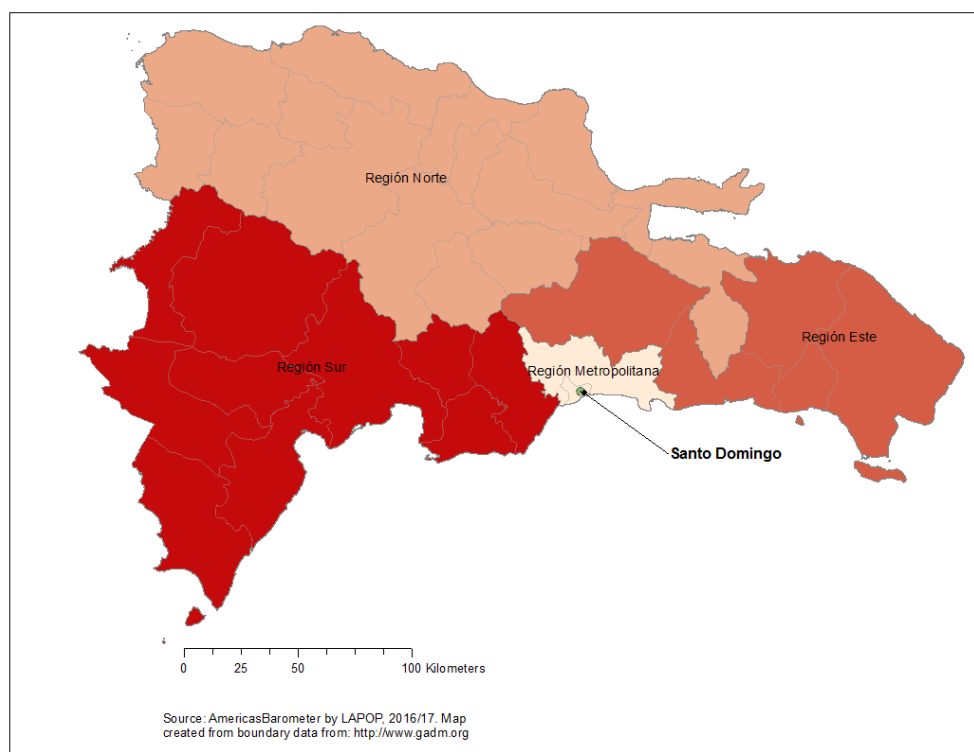 Región Norte
Región Este
Región Sur
Región Metropolitana
Santo Domingo
0 25 50 100 Kilometers
Source: AmericasBarometer by LAPOP, 2016/17. Map
created from boundary data from: http://www.gadm.org